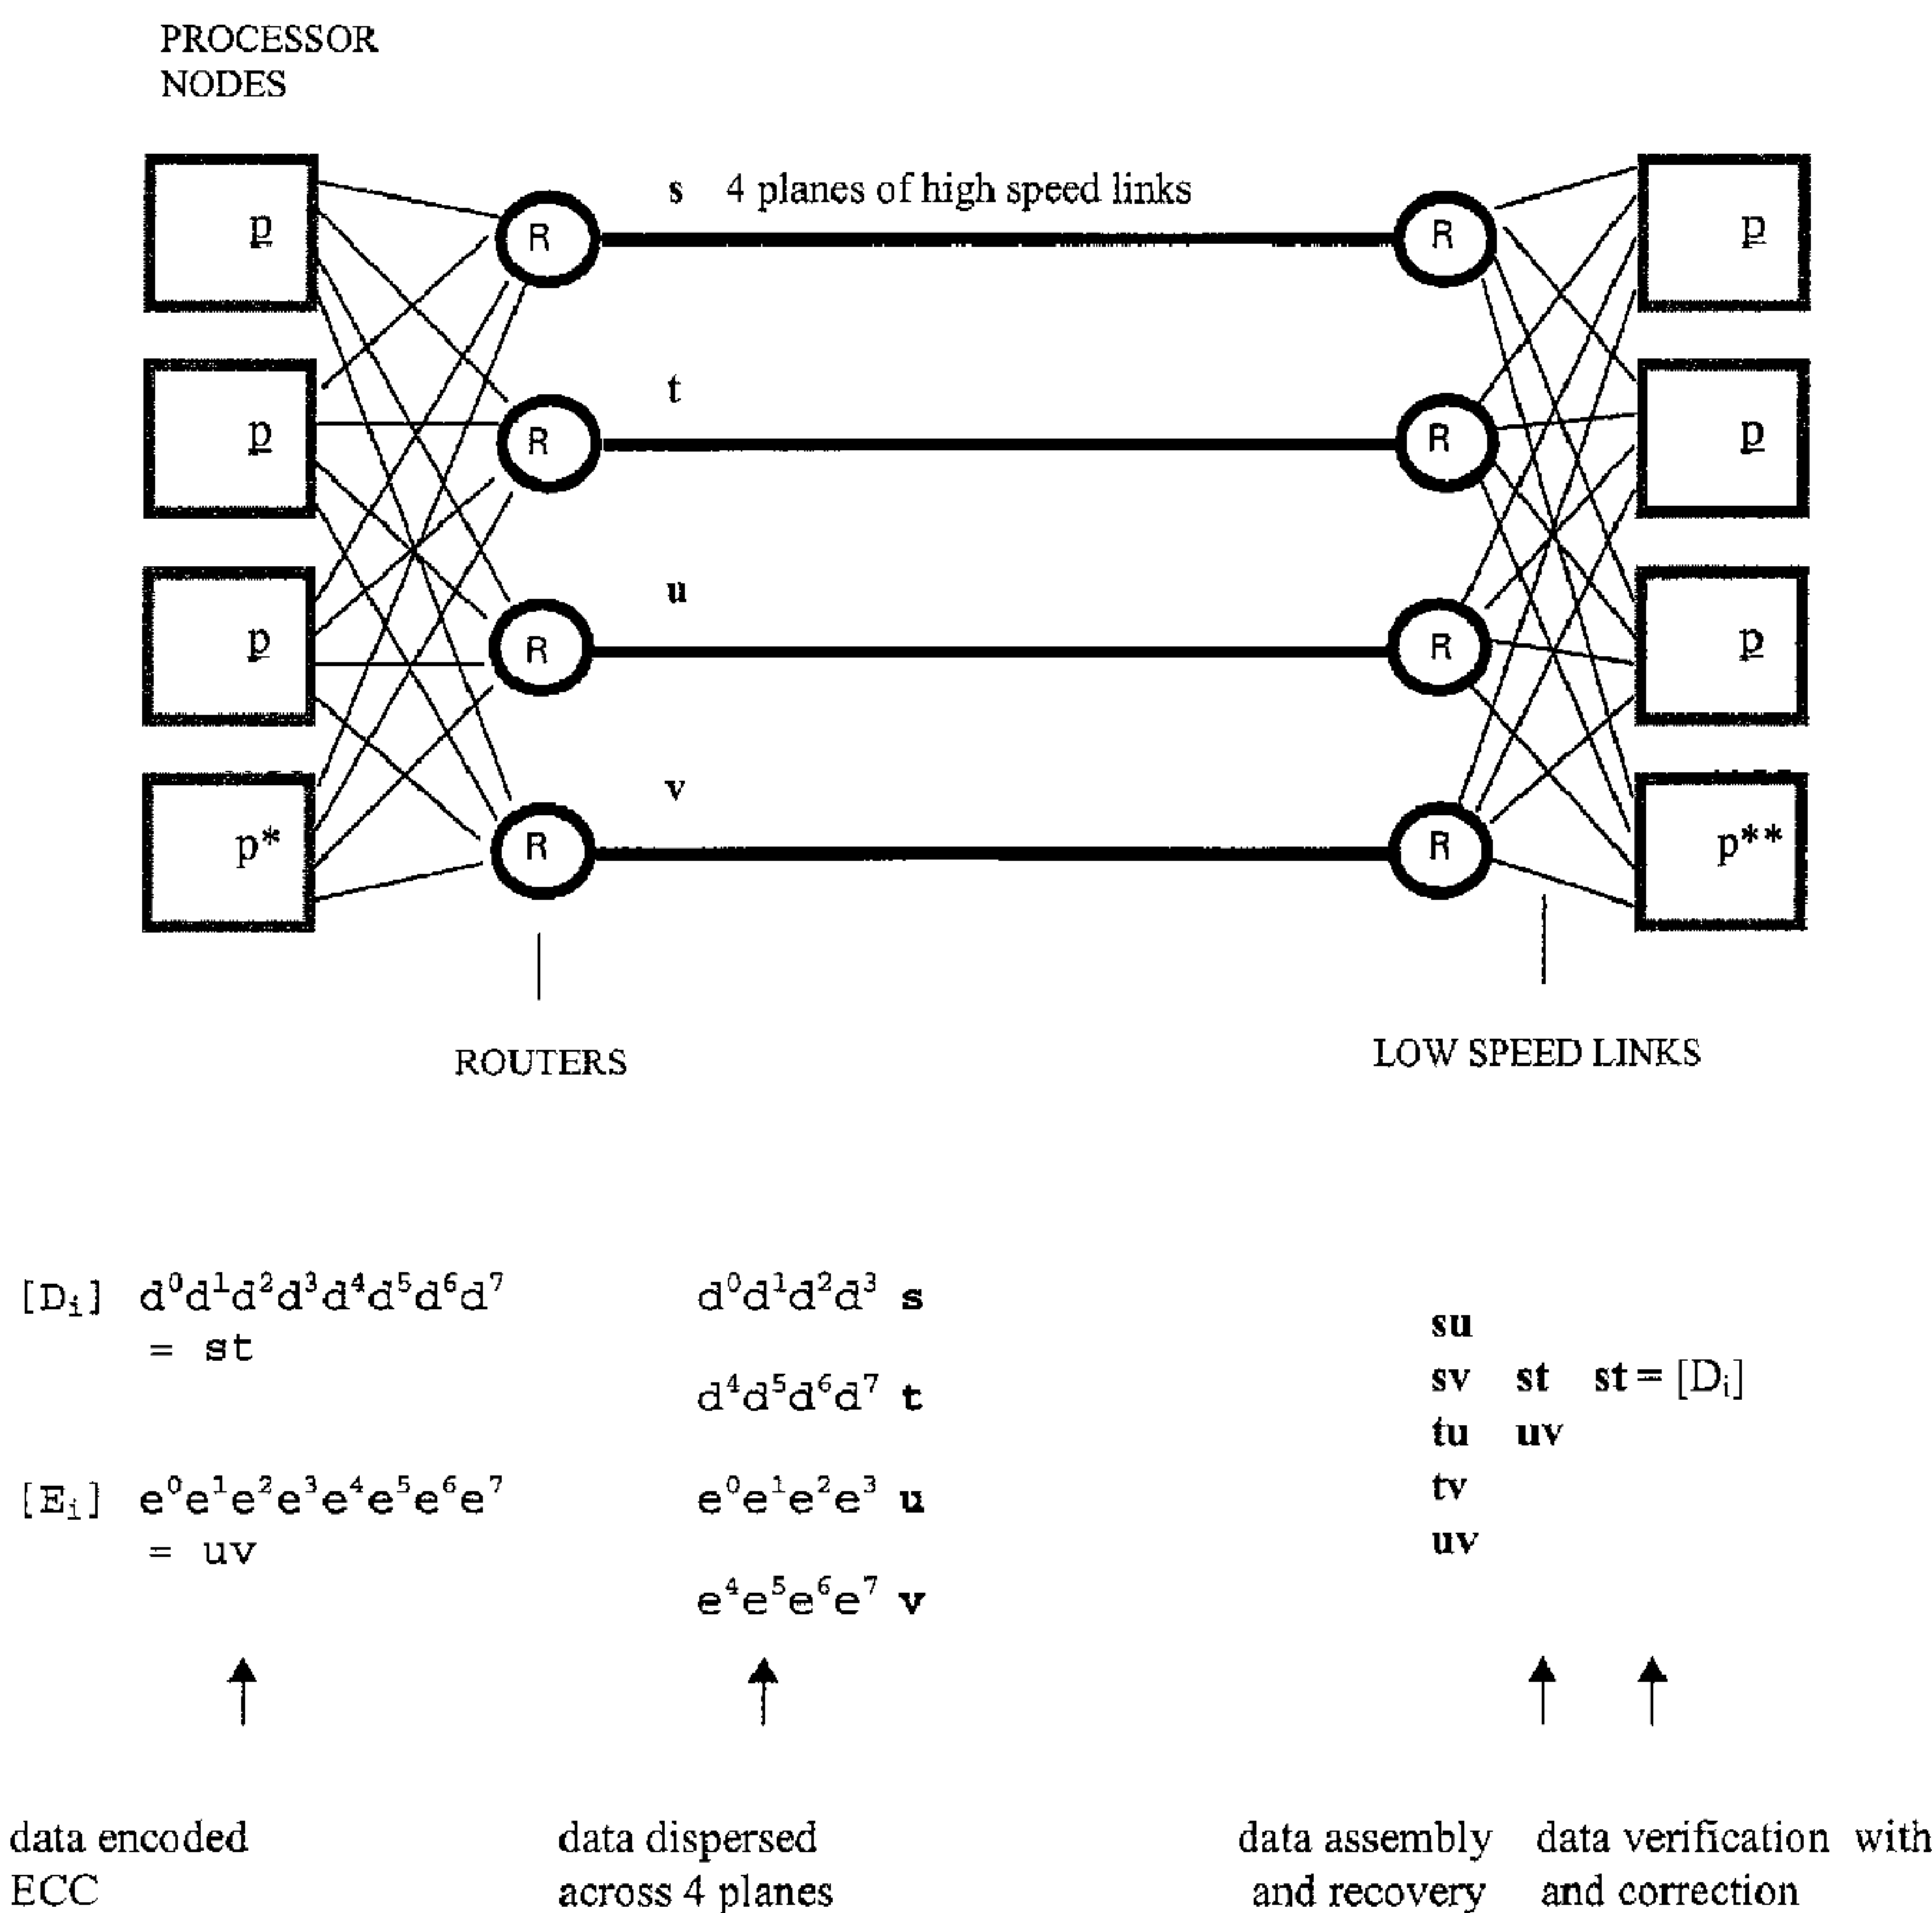 PROCESSOR
NODES
s 4 planes of high speed links
p R R p
t
p R R p
u
p R R p
v
p* R R p**
ROUTERS
LOW SPEED LINKS
[Dᵢ] d⁰d¹d²d³d⁴d⁵d⁶d⁷
= st
d⁰d¹d²d³ s
d⁴d⁵d⁶d⁷ t
[Eᵢ] e⁰e¹e²e³e⁴e⁵e⁶e⁷
= uv
e⁰e¹e²e³ u
e⁴e⁵e⁶e⁷ v
su
sv st st = [Dᵢ]
tu uv
tv
uv
data encoded
ECC
data dispersed
across 4 planes
data assembly
and recovery
data verification with
and correction